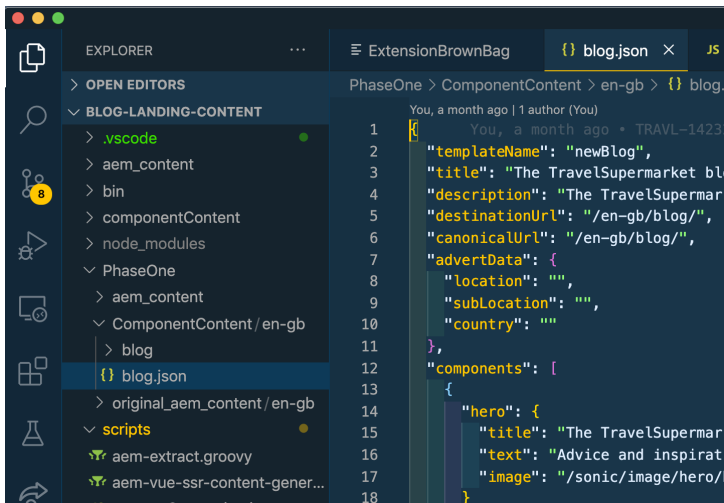 EXPLORER
···
OPEN EDITORS
BLOG-LANDING-CONTENT
.vscode
aem_content
bin
componentContent
node_modules
PhaseOne
aem_content
ComponentContent/en-gb
blog
{} blog.json
original_aem_content/en-gb
scripts
aem-extract.groovy
aem-vue-ssr-content-gener...
8
ExtensionBrownBag
{} blog.json ×
JS
PhaseOne > ComponentContent > en-gb > {} blog.
You, a month ago | 1 author (You)
1 { You, a month ago • TRAVL-1423
2 "templateName": "newBlog",
3 "title": "The TravelSupermarket bl
4 "description": "The TravelSupermar
5 "destinationUrl": "/en-gb/blog/",
6 "canonicalUrl": "/en-gb/blog/",
7 "advertData": {
8 "location": "",
9 "subLocation": "",
10 "country": ""
11 },
12 "components": [
13 {
14 "hero": {
15 "title": "The TravelSupermar
16 "text": "Advice and inspirat
17 "image": "/sonic/image/hero/
18 }